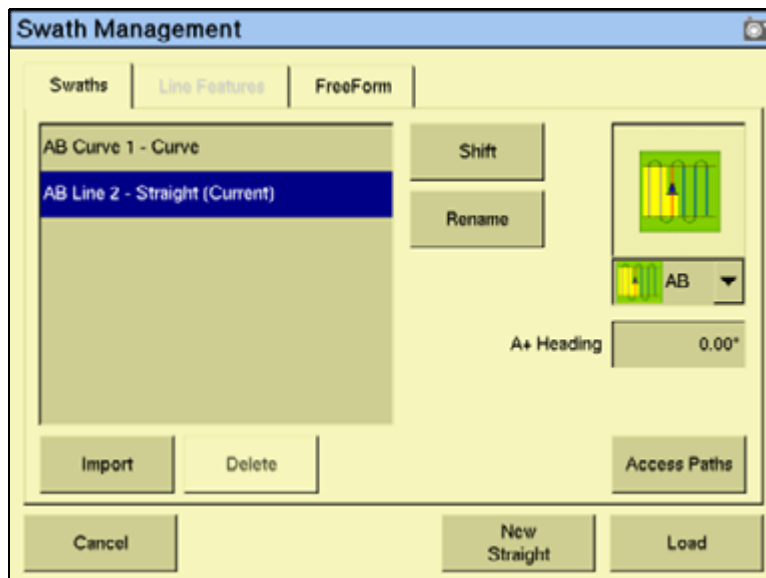 Swath Management
Swaths
Line Features
FreeForm
AB Curve 1 - Curve
AB Line 2 - Straight (Current)
Shift
Rename
AB
A+ Heading
0.00°
Import
Delete
Access Paths
Cancel
New
Straight
Load